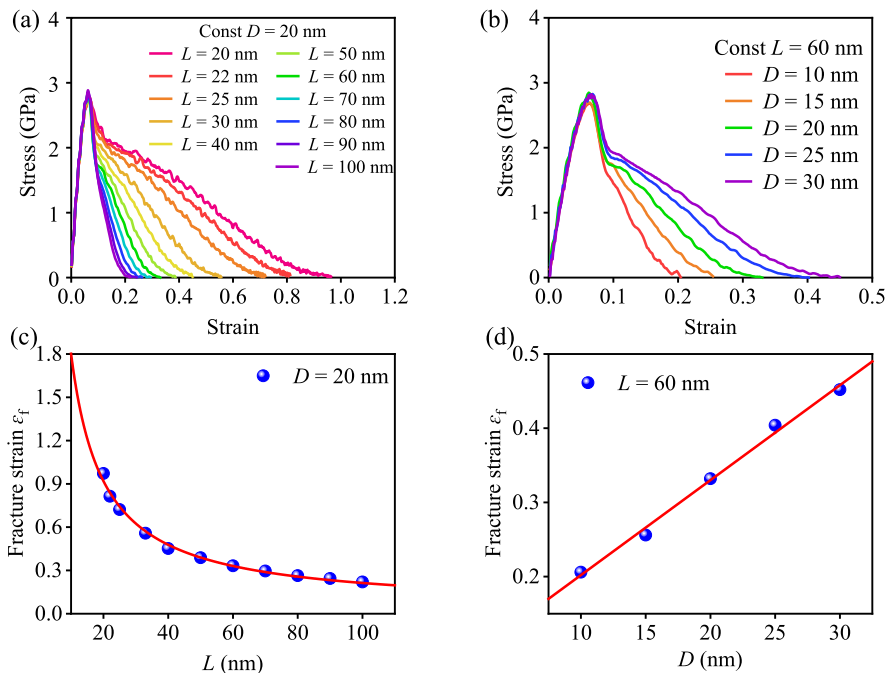 (a)
Const D = 20 nm
L = 20 nm
L = 22 nm
L = 25 nm
L = 30 nm
L = 40 nm
L = 50 nm
L = 60 nm
L = 70 nm
L = 80 nm
L = 90 nm
L = 100 nm
Stress (GPa)
4
3
2
1
0
0.0 0.2 0.4 0.6 0.8 1.0 1.2
Strain
(b)
Const L = 60 nm
D = 10 nm
D = 15 nm
D = 20 nm
D = 25 nm
D = 30 nm
Stress (GPa)
4
3
2
1
0
0.0 0.1 0.2 0.3 0.4 0.5
Strain
(c)
D = 20 nm
Fracture strain εf
1.8
1.5
1.2
0.9
0.6
0.3
0.0
20 40 60 80 100
L (nm)
(d)
L = 60 nm
Fracture strain εf
0.5
0.4
0.3
0.2
10 15 20 25 30
D (nm)